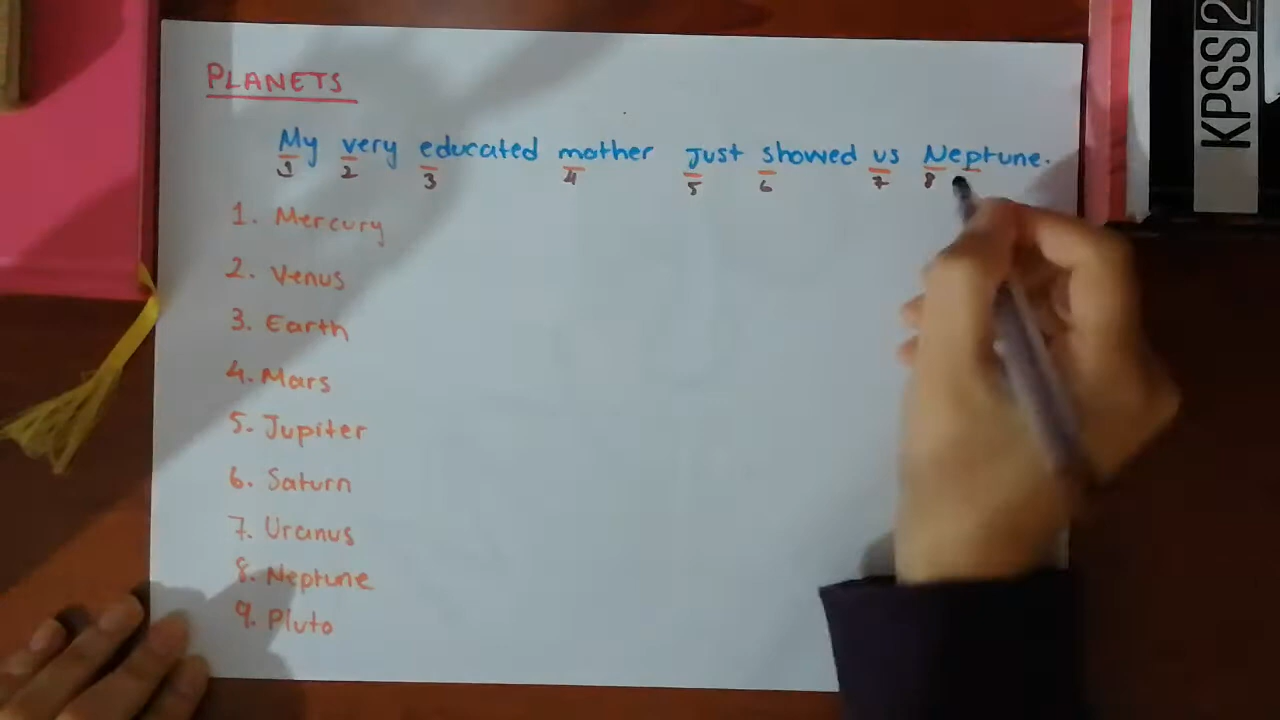 PLANETS
My very educated mother just showed us Neptune.
1 2 3 4 5 6 7 8
1. Mercury
2. Venus
3. Earth
4. Mars
5. Jupiter
6. Saturn
7. Uranus
8. Neptune
9. Pluto
KPSS2